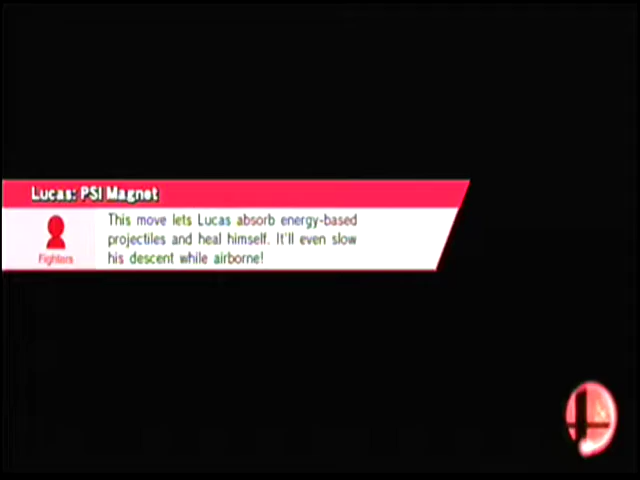 Lucas: PSI Magnet
This move lets Lucas absorb energy-based
projectiles and heal himself. It'll even slow
his descent while airborne!
Fighters